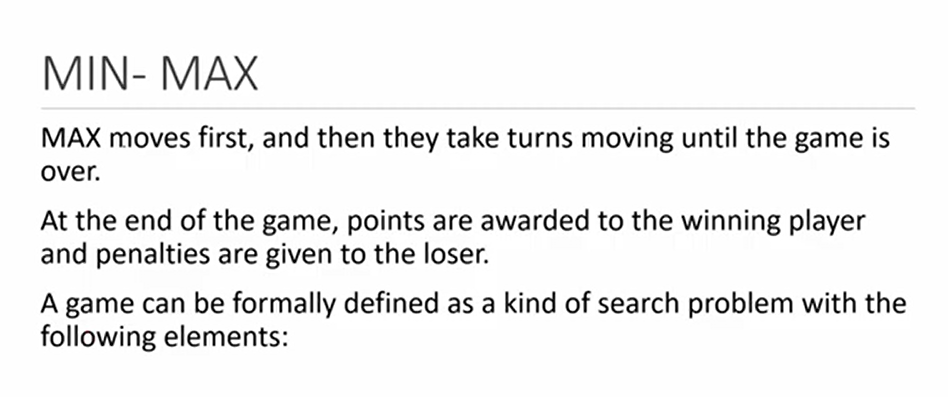 MIN- MAX
MAX moves first, and then they take turns moving until the game is
over.
At the end of the game, points are awarded to the winning player
and penalties are given to the loser.
A game can be formally defined as a kind of search problem with the
following elements: